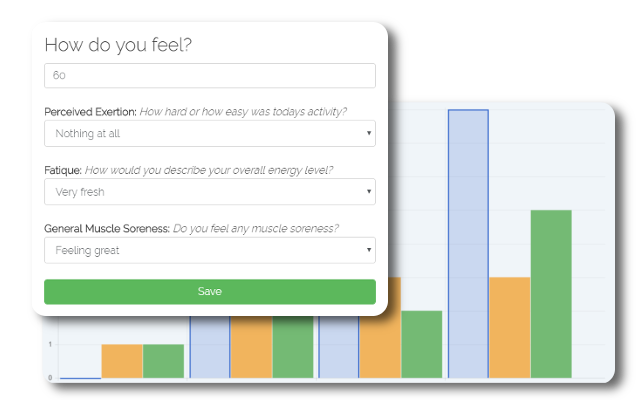 How do you feel?
60
Perceived Exertion: How hard or how easy was todays activity?
Nothing at all
Fatique: How would you describe your overall energy level?
Very fresh
General Muscle Soreness: Do you feel any muscle soreness?
Feeling great
Save
1
0